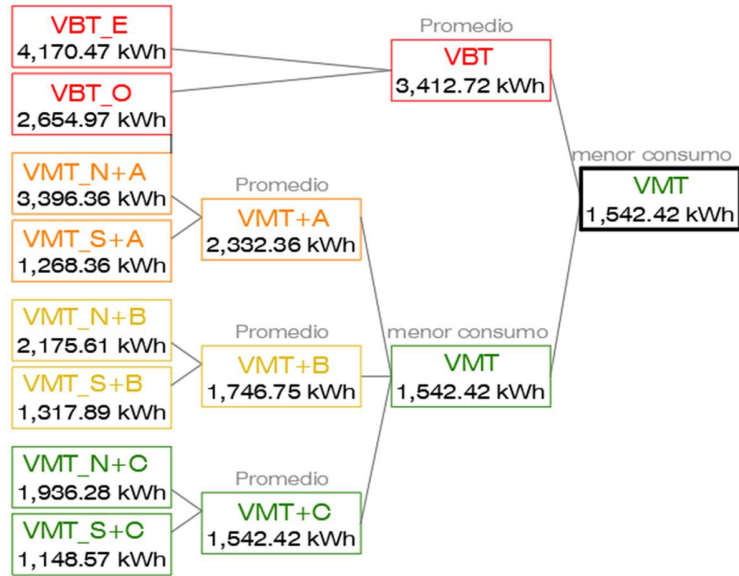 VBT_E
4,170.47 kWh
VBT_O
2,654.97 kWh
VMT_N+A
3,396.36 kWh
VMT_S+A
1,268.36 kWh
VMT_N+B
2,175.61 kWh
VMT_S+B
1,317.89 kWh
VMT_N+C
1,936.28 kWh
VMT_S+C
1,148.57 kWh
Promedio
VMT+A
2,332.36 kWh
Promedio
VMT+B
1,746.75 kWh
Promedio
VMT+C
1,542.42 kWh
Promedio
VBT
3,412.72 kWh
menor consumo
VMT
1,542.42 kWh
menor consumo
VMT
1,542.42 kWh